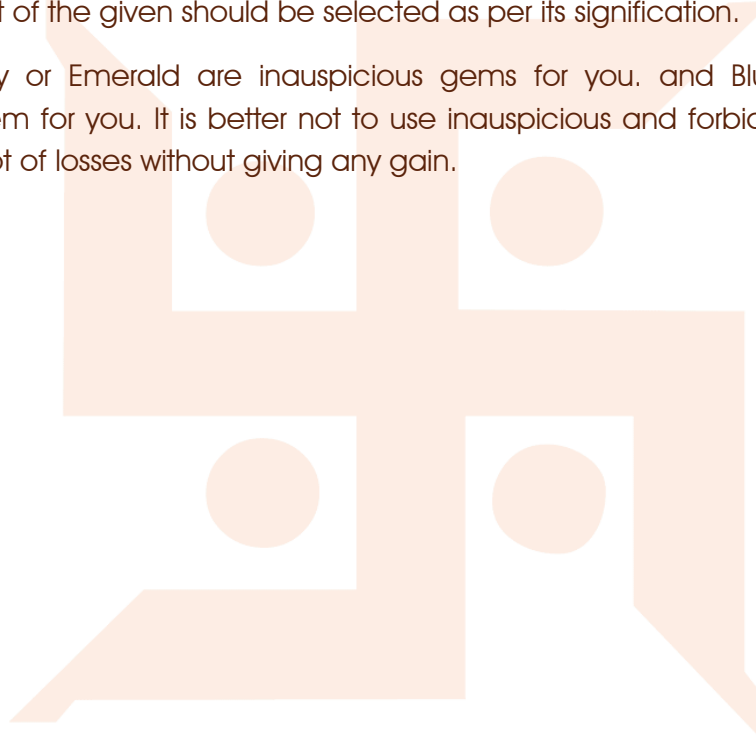 of the given should be selected as per its signification.
or Emerald are inauspicious gems for you. and
for you. It is better not to use inauspicious and
of losses without giving any gain.